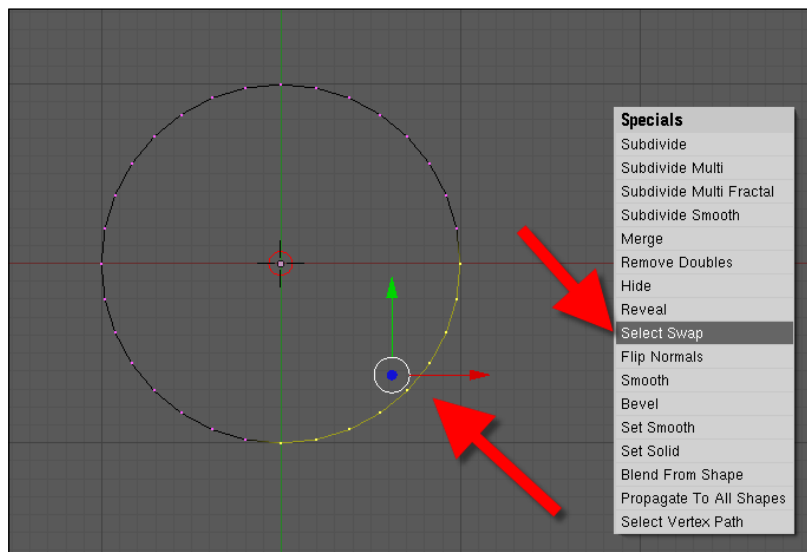 Specials
Subdivide
Subdivide Multi
Subdivide Multi Fractal
Subdivide Smooth
Merge
Remove Doubles
Hide
Reveal
Select Swap
Flip Normals
Smooth
Bevel
Set Smooth
Set Solid
Blend From Shape
Propagate To All Shapes
Select Vertex Path